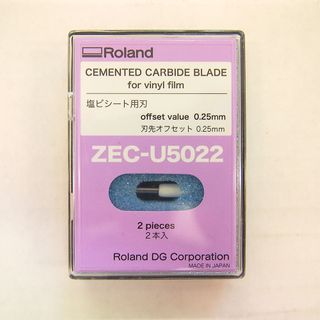 Roland
CEMENTED CARBIDE BLADE
for vinyl film
塩ビシート用刃
offset value 0.25mm
刃先オフセット 0.25mm
ZEC-U5022
2 pieces
2本入
Roland DG Corporation
MADE IN JAPAN